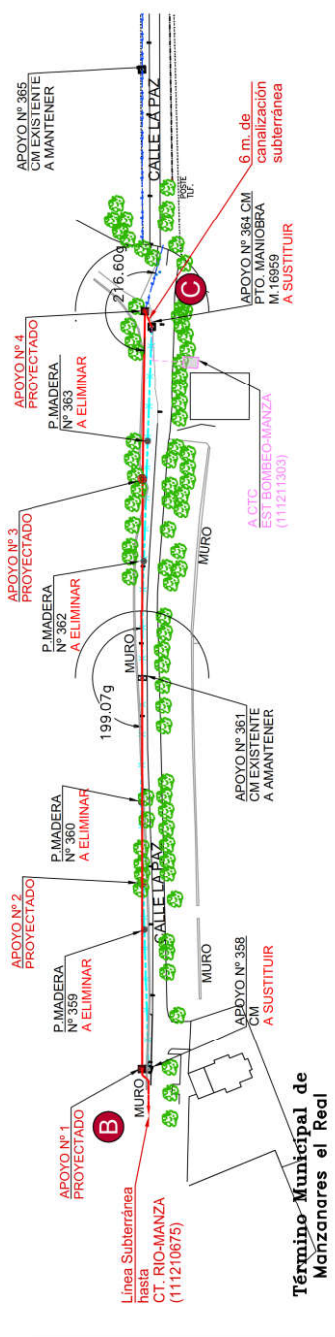 APOYO Nº 1
PROYECTADO
P.MADERA
Nº 359
A ELIMINAR
APOYO Nº 2
PROYECTADO
P.MADERA
Nº 360
A ELIMINAR
P.MADERA
Nº 362
A ELIMINAR
APOYO Nº 3
PROYECTADO
P.MADERA
Nº 363
A ELIMINAR
APOYO Nº 4
PROYECTADO
APOYO Nº 365
CM EXISTENTE
A MANTENER
B
Línea Subterránea
hasta
CT. RIO-MANZA
(111210675)
MURO
CALLE LA PAZ
MURO
199.07g
216.60g
CALLE LA PAZ
POSTE
TLF.
C
6 m. de
canalización
subterránea
APOYO Nº 358
CM
A SUSTITUIR
MURO
APOYO Nº 361
CM EXISTENTE
A AMANTENER
MURO
A CTC
EST BOMBEO-MANZA
(111211303)
APOYO Nº 364 CM
PTO. MANIOBRA
M.16959
A SUSTITUIR
Término Municipal de
Manzanares el Real